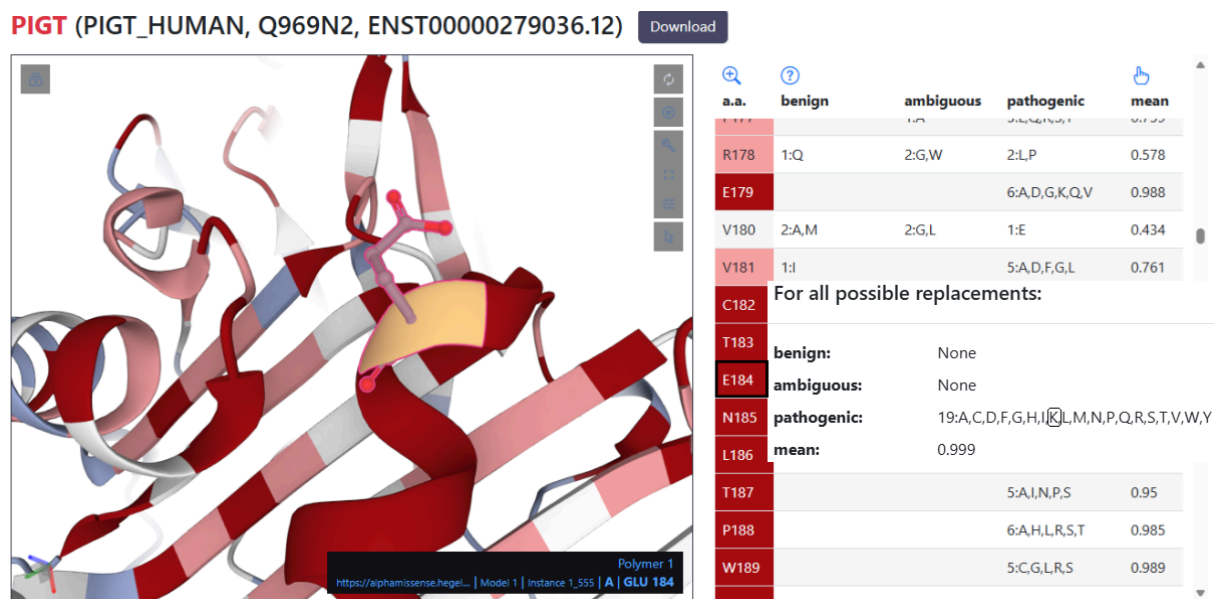 PIGT (PIGT_HUMAN, Q969N2, ENST00000279036.12) Download
a.a. benign ambiguous pathogenic mean
R178 1:Q 2:G,W 2:L,P 0.578
E179 6:A,D,G,K,Q,V 0.988
V180 2:A,M 2:G,L 1:E 0.434
V181 1:I 5:A,D,F,G,L 0.761
C182
For all possible replacements:
T183
benign: None
E184
ambiguous: None
N185
pathogenic: 19:A,C,D,F,G,H,I,K,L,M,N,P,Q,R,S,T,V,W,Y
L186
mean: 0.999
T187 5:A,I,N,P,S 0.95
P188 6:A,H,L,R,S,T 0.985
W189 5:C,G,L,R,S 0.989
Polymer 1
https://alphamissense.hegel... | Model 1 | Instance 1_555 | A | GLU 184